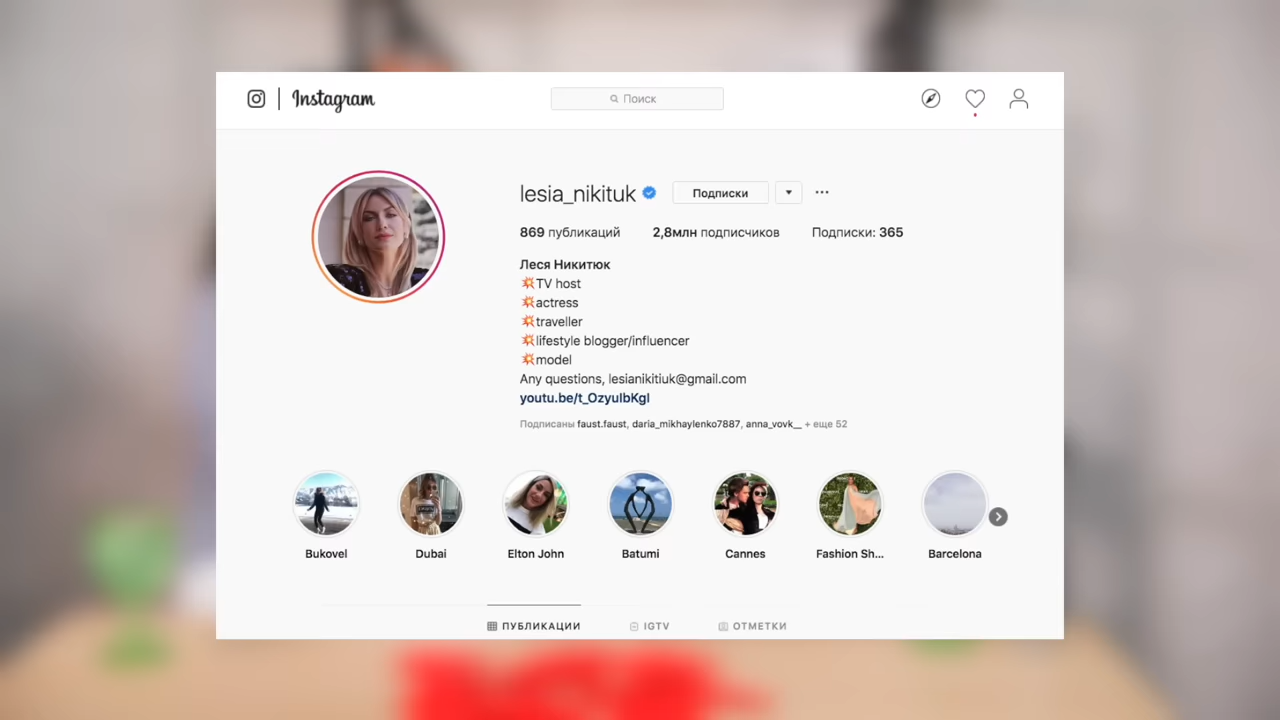 Instagram
Поиск
lesia_nikituk Подписки
869 публикаций 2,8млн подписчиков Подписки: 365
Леся Никитюк
💥TV host
💥actress
💥traveller
💥lifestyle blogger/influencer
💥model
Any questions, lesianikitiuk@gmail.com
youtu.be/t_OzyuIbKgI
Подписаны faust.faust, daria_mikhaylenko7887, anna_vovk__ + еще 52
Bukovel Dubai Elton John Batumi Cannes Fashion Sh... Barcelona
ПУБЛИКАЦИИ IGTV ОТМЕТКИ